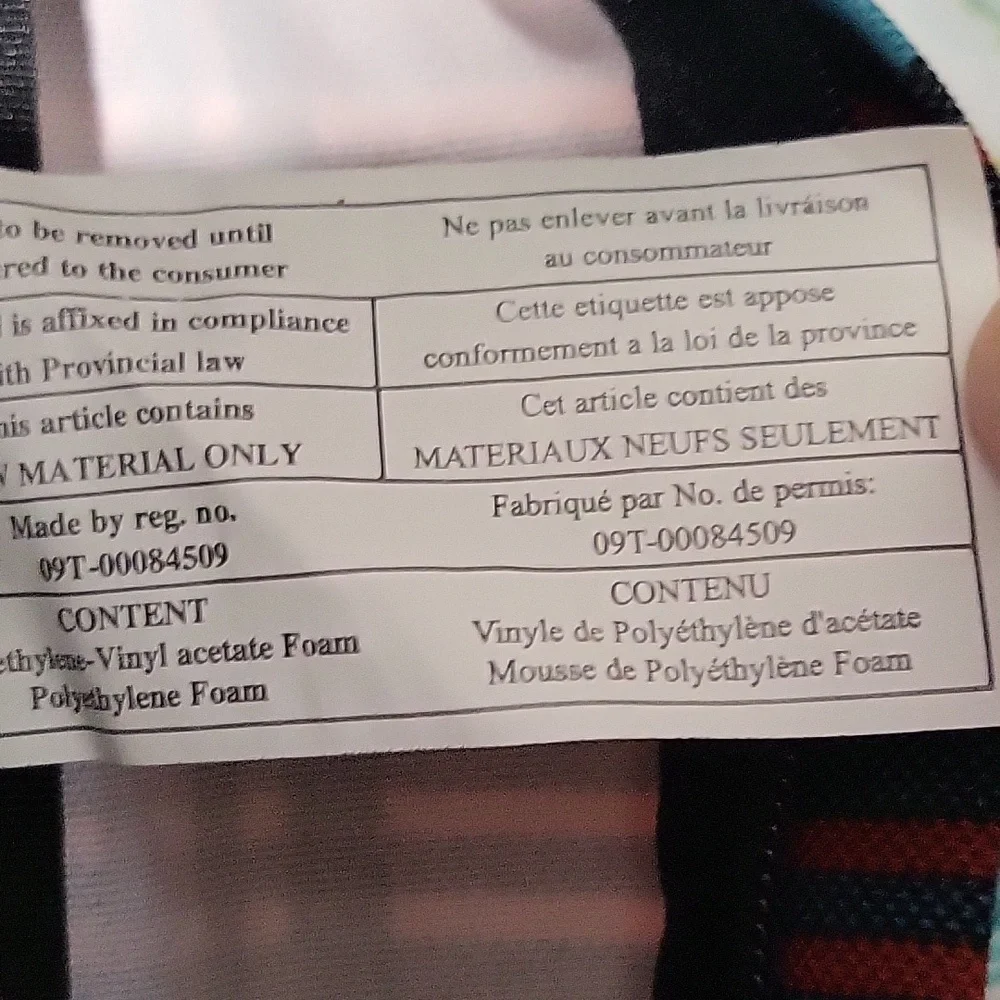 to be removed until
red to the consumer
Ne pas enlever avant la livráison
au consommateur
is affixed in compliance
ith Provincial law
Cette etiquette est appose
conformement a la loi de la province
his article contains
MATERIAL ONLY
Cet article contient des
MATERIAUX NEUFS SEULEMENT
Made by reg. no.
09T-00084509
Fabriqué par No. de permis:
09T-00084509
CONTENT
ethylene-Vinyl acetate Foam
Polyethylene Foam
CONTENU
Vinyle de Polyéthylène d'acétate
Mousse de Polyéthylène Foam